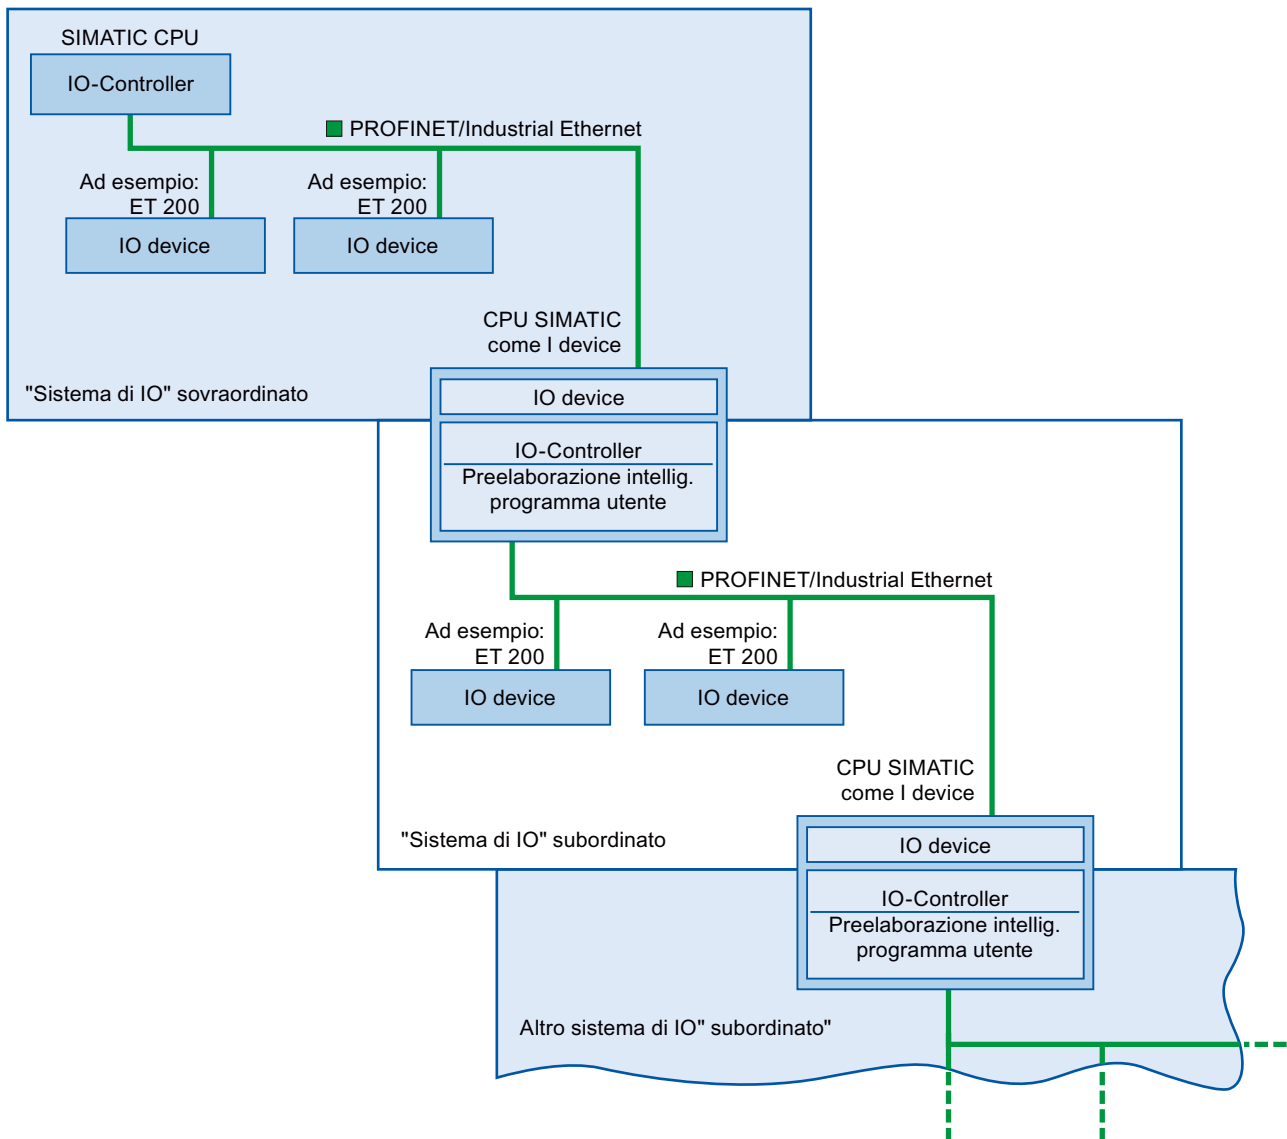 SIMATIC CPU
IO-Controller
PROFINET/Industrial Ethernet
Ad esempio:
ET 200
IO device
Ad esempio:
ET 200
IO device
CPU SIMATIC
come I device
"Sistema di IO" sovraordinato
IO device
IO-Controller
Preelaborazione intellig.
programma utente
PROFINET/Industrial Ethernet
Ad esempio:
ET 200
IO device
Ad esempio:
ET 200
IO device
CPU SIMATIC
come I device
"Sistema di IO" subordinato
IO device
IO-Controller
Preelaborazione intellig.
programma utente
Altro sistema di IO" subordinato"